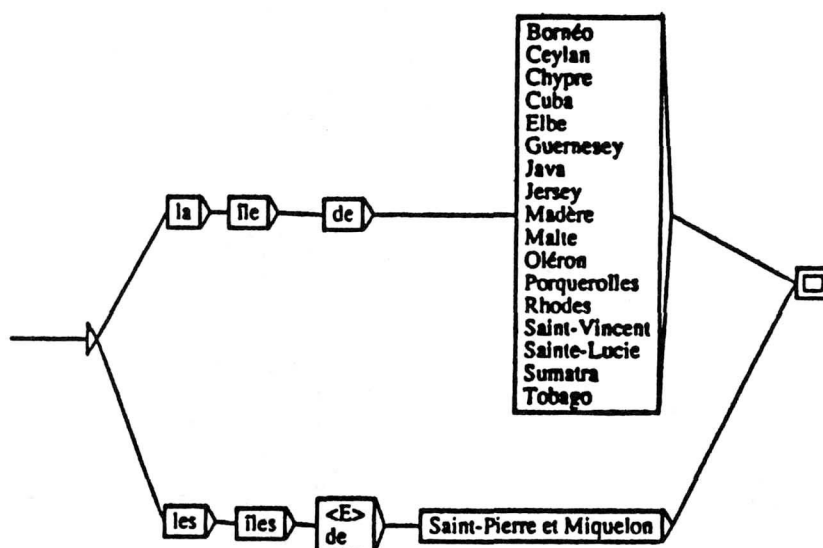 Bornéo
Ceylan
Chypre
Cuba
Elbe
Guernesey
Java
Jersey
la île de
Madère
Malte
Oléron
Porquerolles
Rhodes
Saint-Vincent
Sainte-Lucie
Sumatra
Tobago
les îles <E> Saint-Pierre et Miquelon
de